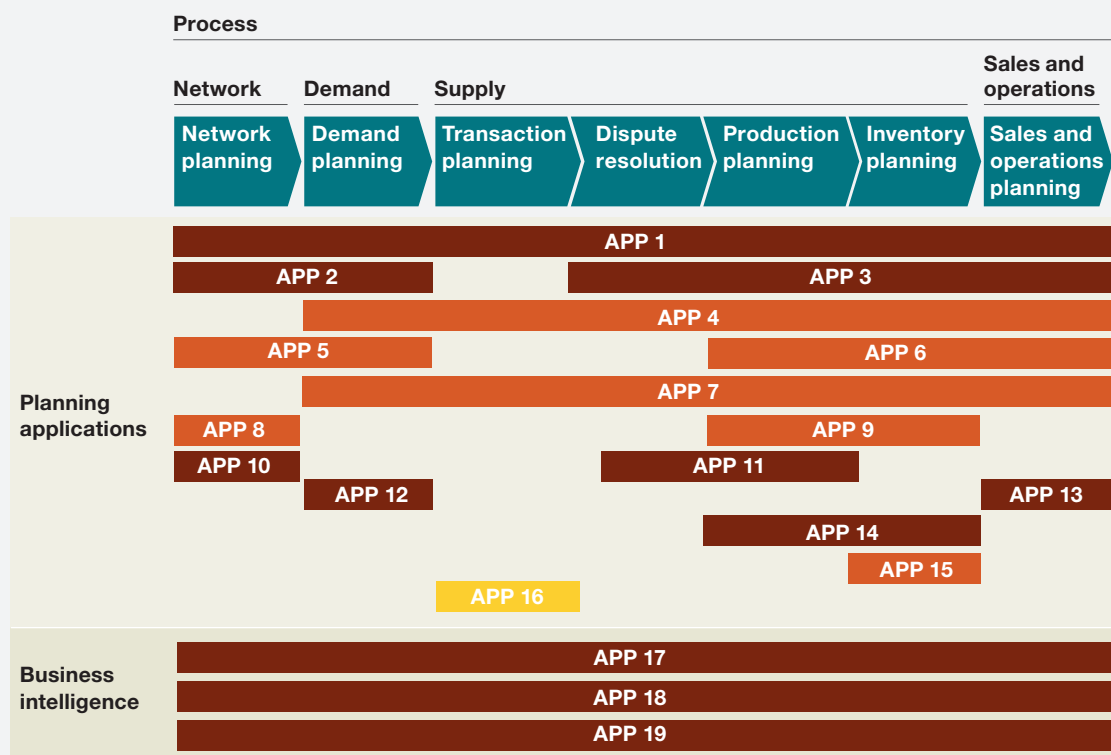 Process
Sales and
operations
Network
Demand
Supply
Network
planning
Demand
planning
Transaction
planning
Dispute
resolution
Production
planning
Inventory
planning
Sales and
operations
planning
Planning
applications
APP 1
APP 2
APP 3
APP 4
APP 5
APP 6
APP 7
APP 8
APP 9
APP 10
APP 11
APP 12
APP 13
APP 14
APP 15
APP 16
Business
intelligence
APP 17
APP 18
APP 19